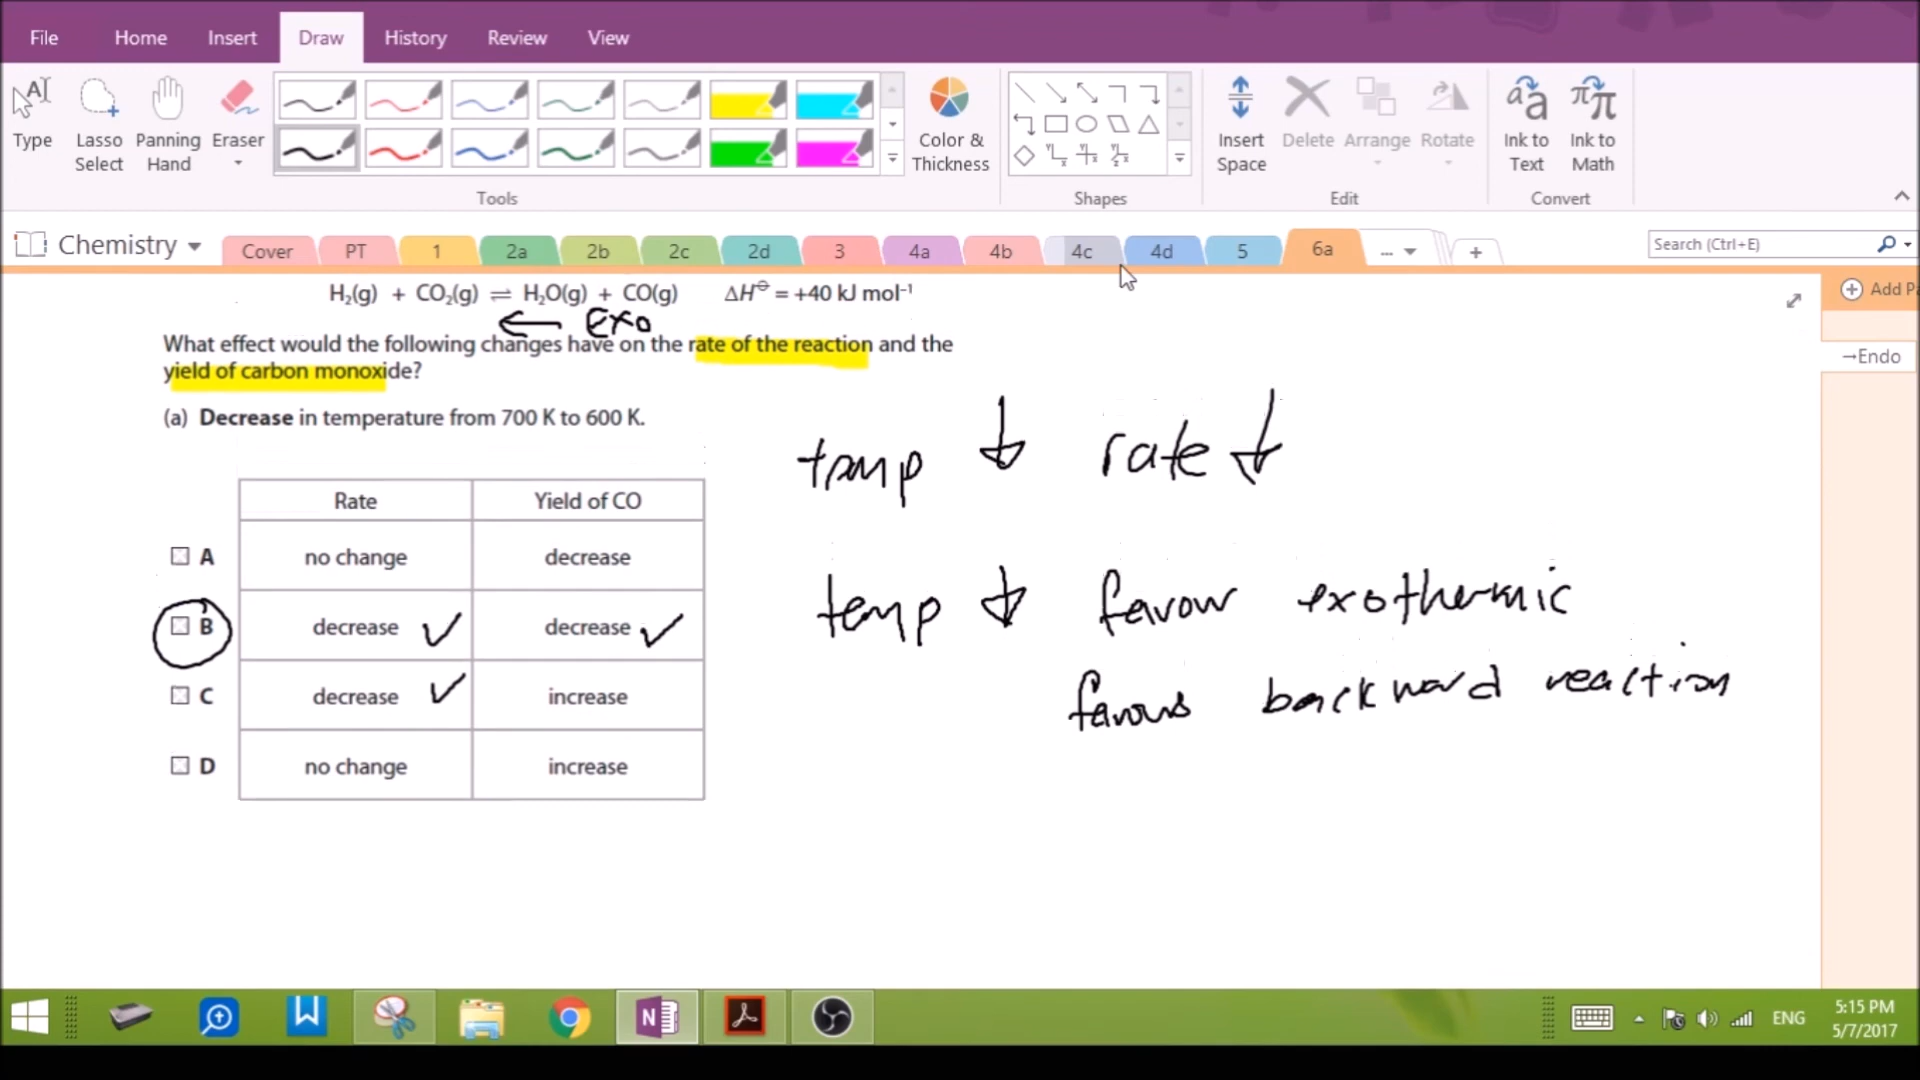 File Home Insert Draw History Review View
Type Lasso Select Panning Hand Eraser Color & Thickness Insert Space Delete Arrange Rotate Ink to Text Ink to Math
Tools Shapes Edit Convert
Chemistry Cover PT 1 2a 2b 2c 2d 3 4a 4b 4c 4d 5 6a ... + Search (Ctrl+E)
H₂(g) + CO₂(g) ⇌ H₂O(g) + CO(g) ΔH⦵ = +40 kJ mol⁻¹
Add Pa
← Exo
What effect would the following changes have on the rate of the reaction and the
yield of carbon monoxide?
→Endo
(a) Decrease in temperature from 700 K to 600 K.
temp ↓ rate ↓
Rate Yield of CO
A no change decrease
B decrease ✓ decrease ✓
C decrease ✓ increase
D no change increase
temp ↓ favour exothermic
favours backward reaction
ENG 5:15 PM
5/7/2017